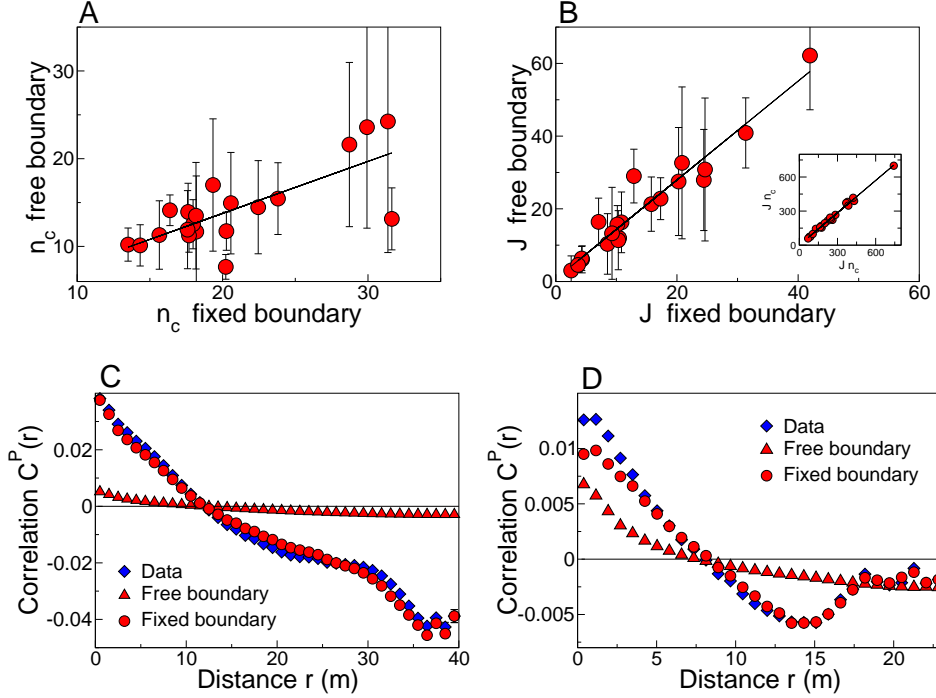 A
n_c free boundary
30
20
10
10
15
20
25
30
n_c fixed boundary
B
J free boundary
60
40
20
0
0
20
40
60
J fixed boundary
J n_c
600
300
0
0
300
600
J n_c
C
Correlation C^P(r)
0.02
0
-0.02
-0.04
0
10
20
30
40
Distance r (m)
Data
Free boundary
Fixed boundary
D
Correlation C^P(r)
0.01
0.005
0
-0.005
0
5
10
15
20
Distance r (m)
Data
Free boundary
Fixed boundary